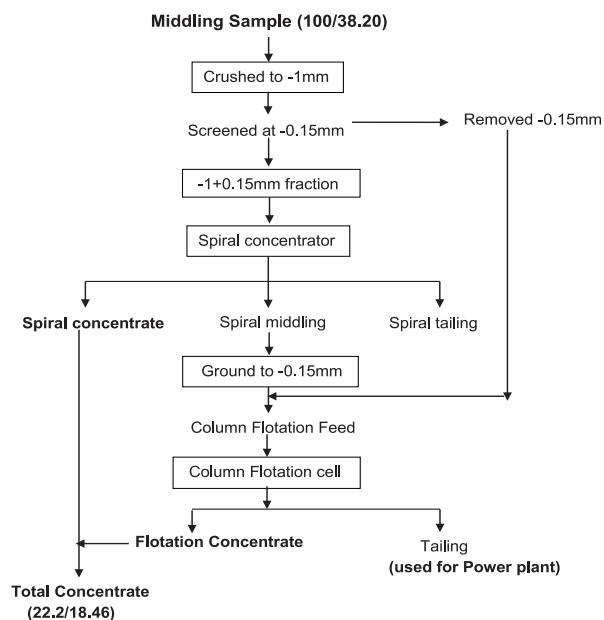 Middling Sample (100/38.20)
Crushed to -1mm
Screened at -0.15mm
Removed -0.15mm
-1+0.15mm fraction
Spiral concentrator
Spiral concentrate
Spiral middling
Spiral tailing
Ground to -0.15mm
Column Flotation Feed
Column Flotation cell
Flotation Concentrate
Tailing
(used for Power plant)
Total Concentrate
(22.2/18.46)